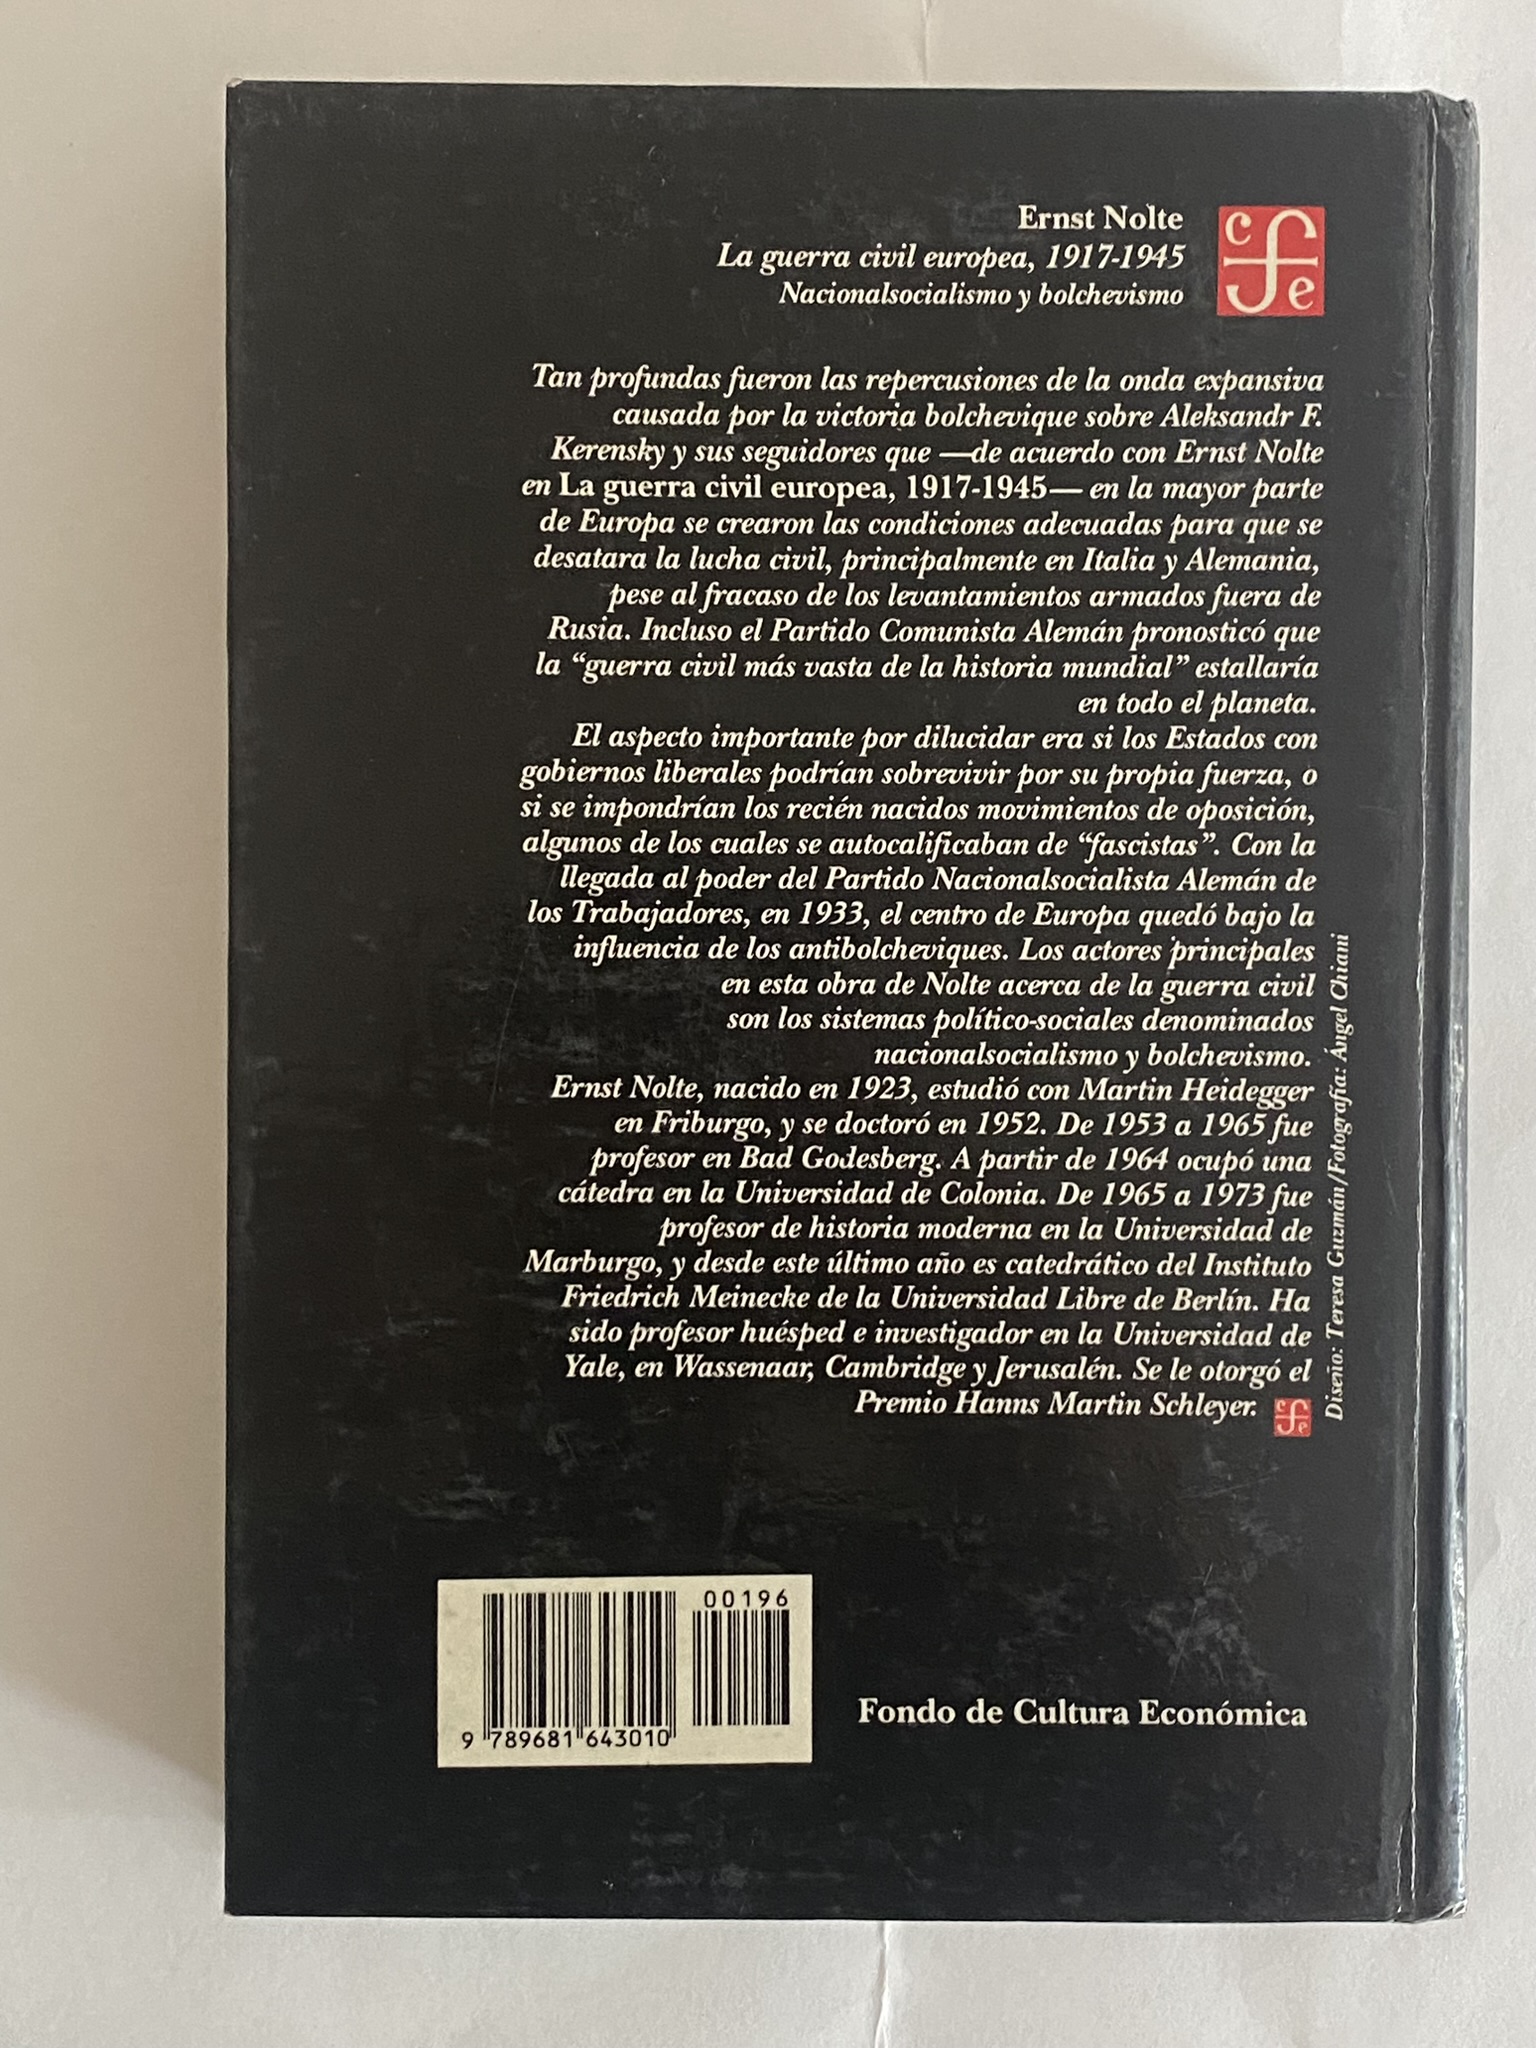 Ernst Nolte
La guerra civil europea, 1917-1945
Nacionalsocialismo y bolchevismo
cfe
Tan profundas fueron las repercusiones de la onda expansiva
causada por la victoria bolchevique sobre Aleksandr F.
Kerensky y sus seguidores que —de acuerdo con Ernst Nolte
en La guerra civil europea, 1917-1945— en la mayor parte
de Europa se crearon las condiciones adecuadas para que se
desatara la lucha civil, principalmente en Italia y Alemania,
pese al fracaso de los levantamientos armados fuera de
Rusia. Incluso el Partido Comunista Alemán pronosticó que
la “guerra civil más vasta de la historia mundial” estallaría
en todo el planeta.
El aspecto importante por dilucidar era si los Estados con
gobiernos liberales podrían sobrevivir por su propia fuerza, o
si se impondrían los recién nacidos movimientos de oposición,
algunos de los cuales se autocalificaban de “fascistas”. Con la
llegada al poder del Partido Nacionalsocialista Alemán de
los Trabajadores, en 1933, el centro de Europa quedó bajo la
influencia de los antibolcheviques. Los actores principales
en esta obra de Nolte acerca de la guerra civil
son los sistemas político-sociales denominados
nacionalsocialismo y bolchevismo.
Ernst Nolte, nacido en 1923, estudió con Martin Heidegger
en Friburgo, y se doctoró en 1952. De 1953 a 1965 fue
profesor en Bad Godesberg. A partir de 1964 ocupó una
cátedra en la Universidad de Colonia. De 1965 a 1973 fue
profesor de historia moderna en la Universidad de
Marburgo, y desde este último año es catedrático del Instituto
Friedrich Meinecke de la Universidad Libre de Berlín. Ha
sido profesor huésped e investigador en la Universidad de
Yale, en Wassenaar, Cambridge y Jerusalén. Se le otorgó el
Premio Hanns Martin Schleyer.
cfe
Diseño: Teresa Guzmán/Fotografía: Ángel Chiani
00196
9 789681 643010
Fondo de Cultura Económica